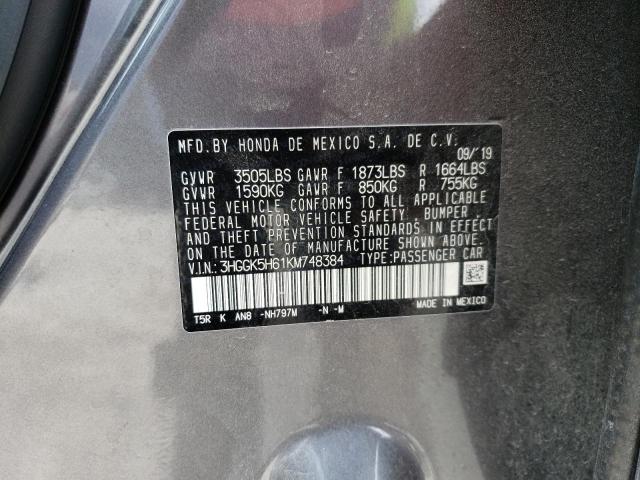 MFD.BY HONDA DE MEXICO S.A. DE C.V.
09/'19
GVWR 3505LBS GAWR F 1873LBS R 1664LBS
GVWR 1590KG GAWR F 850KG R 755KG
THIS VEHICLE CONFORMS TO ALL APPLICABLE
FEDERAL MOTOR VEHICLE SAFETY, BUMPER,
AND THEFT PREVENTION STANDARDS IN EFFECT
ON THE DATE OF MANUFACTURE SHOWN ABOVE.
V.I.N.: 3HGGK5H61KM748384 TYPE:PASSENGER CAR
T5R K AN8 -NH797M -N -M MADE IN MEXICO